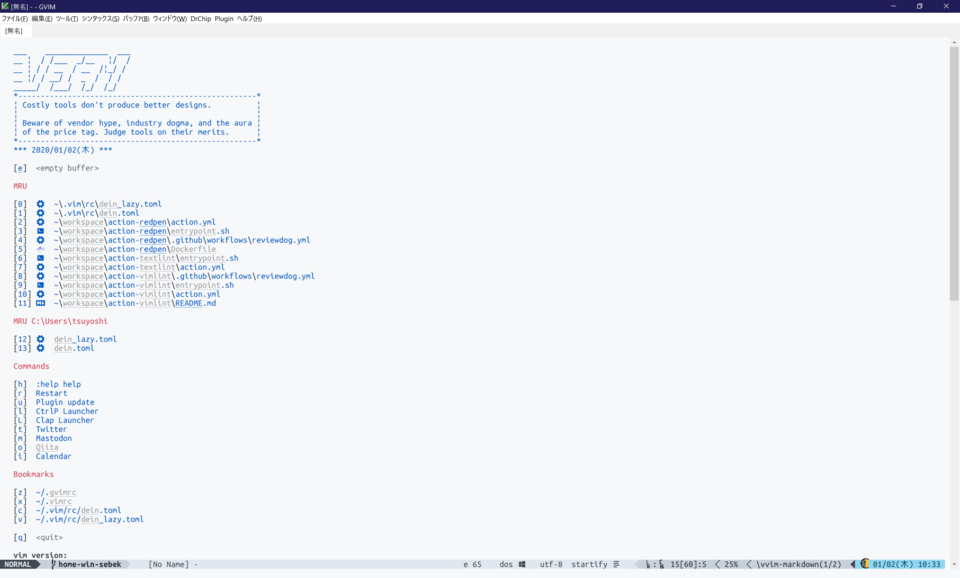 [無名] - - GVIM
ファイル(F) 編集(E) ツール(T) シンタックス(S) バッファ(B) ウィンドウ(W) DrChip Plugin ヘルプ(H)
[無名]
Costly tools don't produce better designs.
Beware of vendor hype, industry dogma, and the aura
of the price tag. Judge tools on their merits.
*** 2020/01/02(木) ***
[e] <empty buffer>
MRU
[0] ~\.vim\rc\dein_lazy.toml
[1] ~\.vim\rc\dein.toml
[2] ~\workspace\action-redpen\action.yml
[3] ~\workspace\action-redpen\entrypoint.sh
[4] ~\workspace\action-redpen\.github\workflows\reviewdog.yml
[5] ~\workspace\action-redpen\Dockerfile
[6] ~\workspace\action-textlint\entrypoint.sh
[7] ~\workspace\action-textlint\action.yml
[8] ~\workspace\action-vimlint\.github\workflows\reviewdog.yml
[9] ~\workspace\action-vimlint\entrypoint.sh
[10] ~\workspace\action-vimlint\action.yml
[11] ~\workspace\action-vimlint\README.md
MRU C:\Users\tsuyoshi
[12] dein_lazy.toml
[13] dein.toml
Commands
[h] :help help
[r] Restart
[u] Plugin update
[l] CtrlP Launcher
[L] Clap Launcher
[t] Twitter
[m] Mastodon
[o] Qiita
[i] Calendar
Bookmarks
[z] ~/.gvimrc
[x] ~/.vimrc
[c] ~/.vim/rc/dein.toml
[v] ~/.vim/rc/dein_lazy.toml
[q] <quit>
vim version:
NORMAL home-win-sebek [No Name] - e 65 dos utf-8 startify 15[60]:5 25% \vvim-markdown(1/2) 01/02(木) 10:33